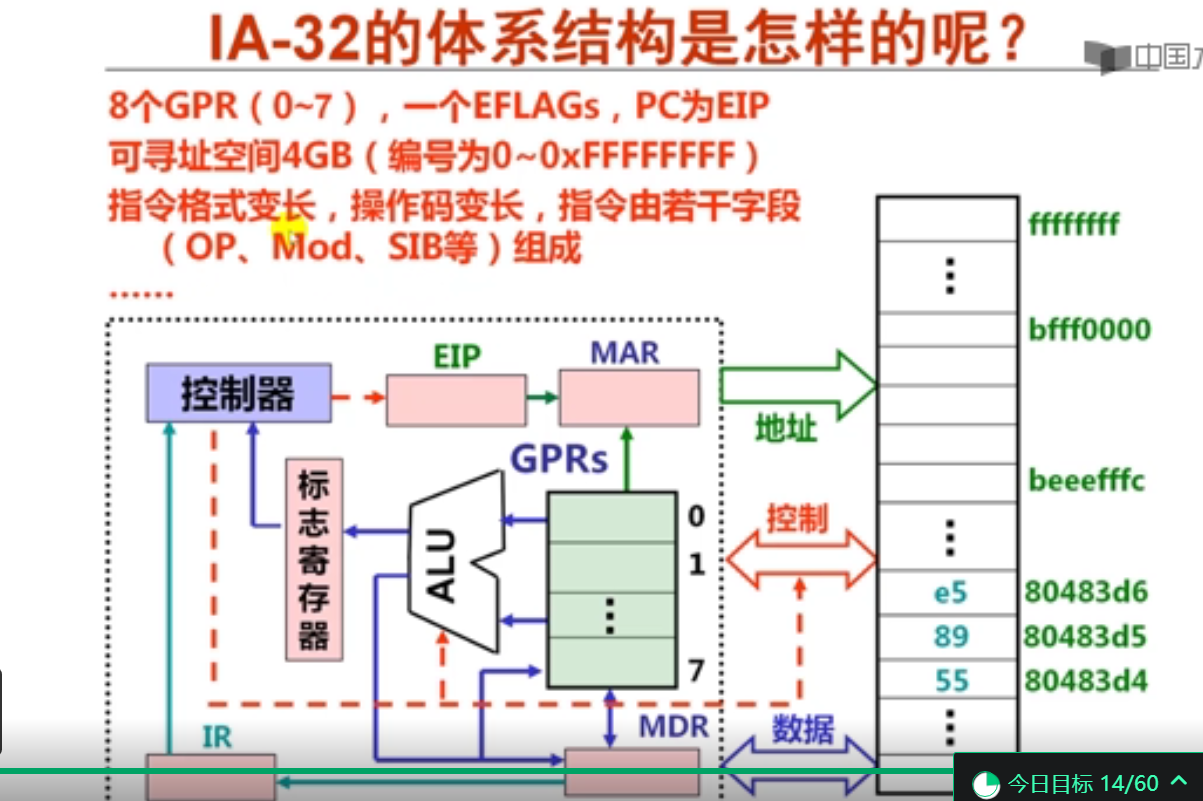 IA-32的体系结构是怎样的呢？
中国大
8个GPR（0~7），一个EFLAGs，PC为EIP
可寻址空间4GB（编号为0~0xFFFFFFFF）
指令格式变长，操作码变长，指令由若干字段
（OP、Mod、SIB等）组成
……
控制器
EIP
MAR
标志寄存器
ALU
GPRs
0
1
7
IR
MDR
地址
控制
数据
ffffffff
bfff0000
beeefffc
e5 80483d6
89 80483d5
55 80483d4
今日目标 14/60